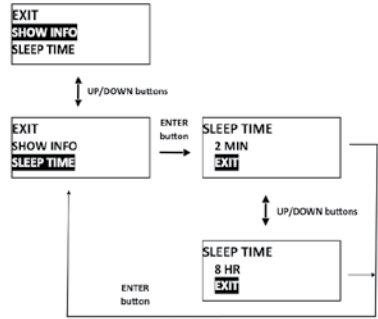 EXIT
SHOW INFO
SLEEP TIME
UP/DOWN buttons
EXIT
SHOW INFO
SLEEP TIME
ENTER
button
SLEEP TIME
2 MIN
EXIT
UP/DOWN buttons
SLEEP TIME
8 HR
EXIT
ENTER
button